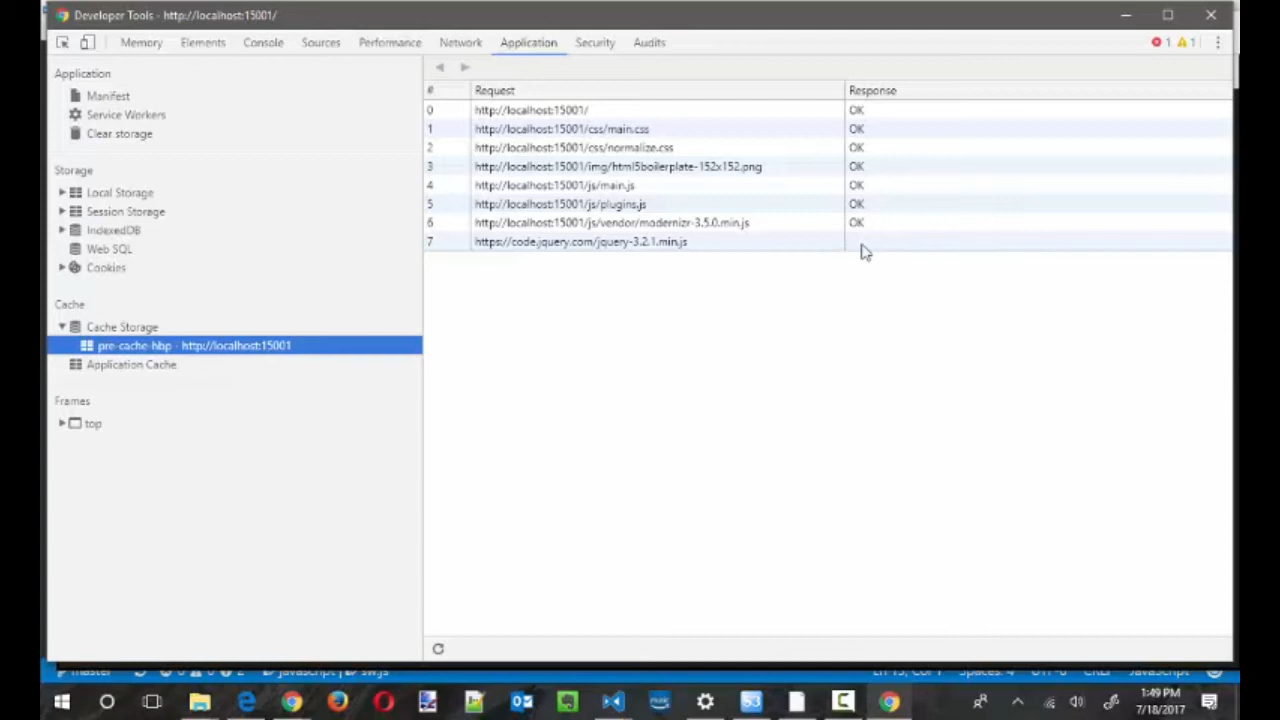 Developer Tools - http://localhost:15001/
Memory Elements Console Sources Performance Network Application Security Audits 1 1
Application
Manifest
Service Workers
Clear storage
Storage
Local Storage
Session Storage
IndexedDB
Web SQL
Cookies
Cache
Cache Storage
pre-cache-hbp - http://localhost:15001
Application Cache
Frames
top
# Request Response
0 http://localhost:15001/ OK
1 http://localhost:15001/css/main.css OK
2 http://localhost:15001/css/normalize.css OK
3 http://localhost:15001/img/html5boilerplate-152x152.png OK
4 http://localhost:15001/js/main.js OK
5 http://localhost:15001/js/plugins.js OK
6 http://localhost:15001/js/vendor/modernizr-3.5.0.min.js OK
7 https://code.jquery.com/jquery-3.2.1.min.js
master javascript sw.js
1:49 PM
7/18/2017